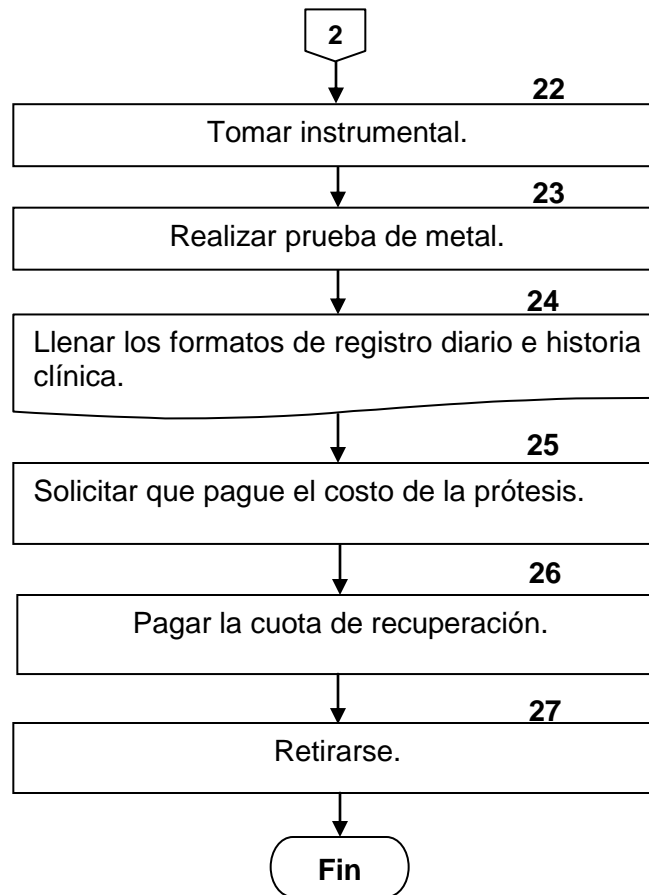 2
22
Tomar instrumental.
23
Realizar prueba de metal.
24
Llenar los formatos de registro diario e historia
clínica.
25
Solicitar que pague el costo de la prótesis.
26
Pagar la cuota de recuperación.
27
Retirarse.
Fin